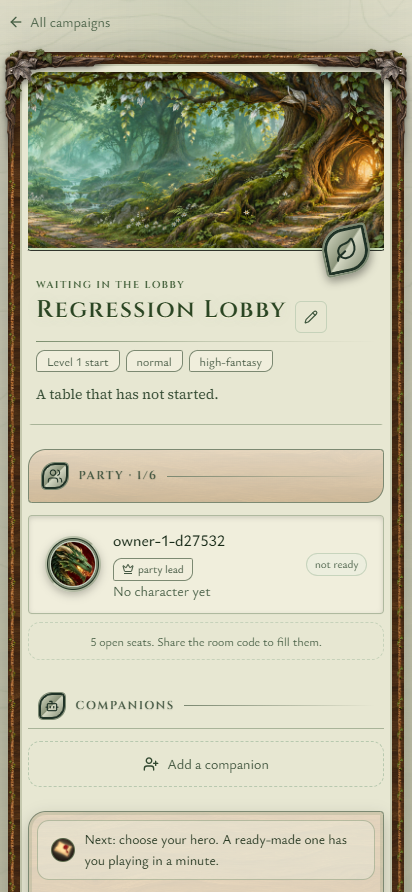 All campaigns
WAITING IN THE LOBBY
REGRESSION LOBBY
Level 1 start
normal
high-fantasy
A table that has not started.
PARTY · 1/6
owner-1-d27532
party lead
not ready
No character yet
5 open seats. Share the room code to fill them.
COMPANIONS
Add a companion
Next: choose your hero. A ready-made one has
you playing in a minute.